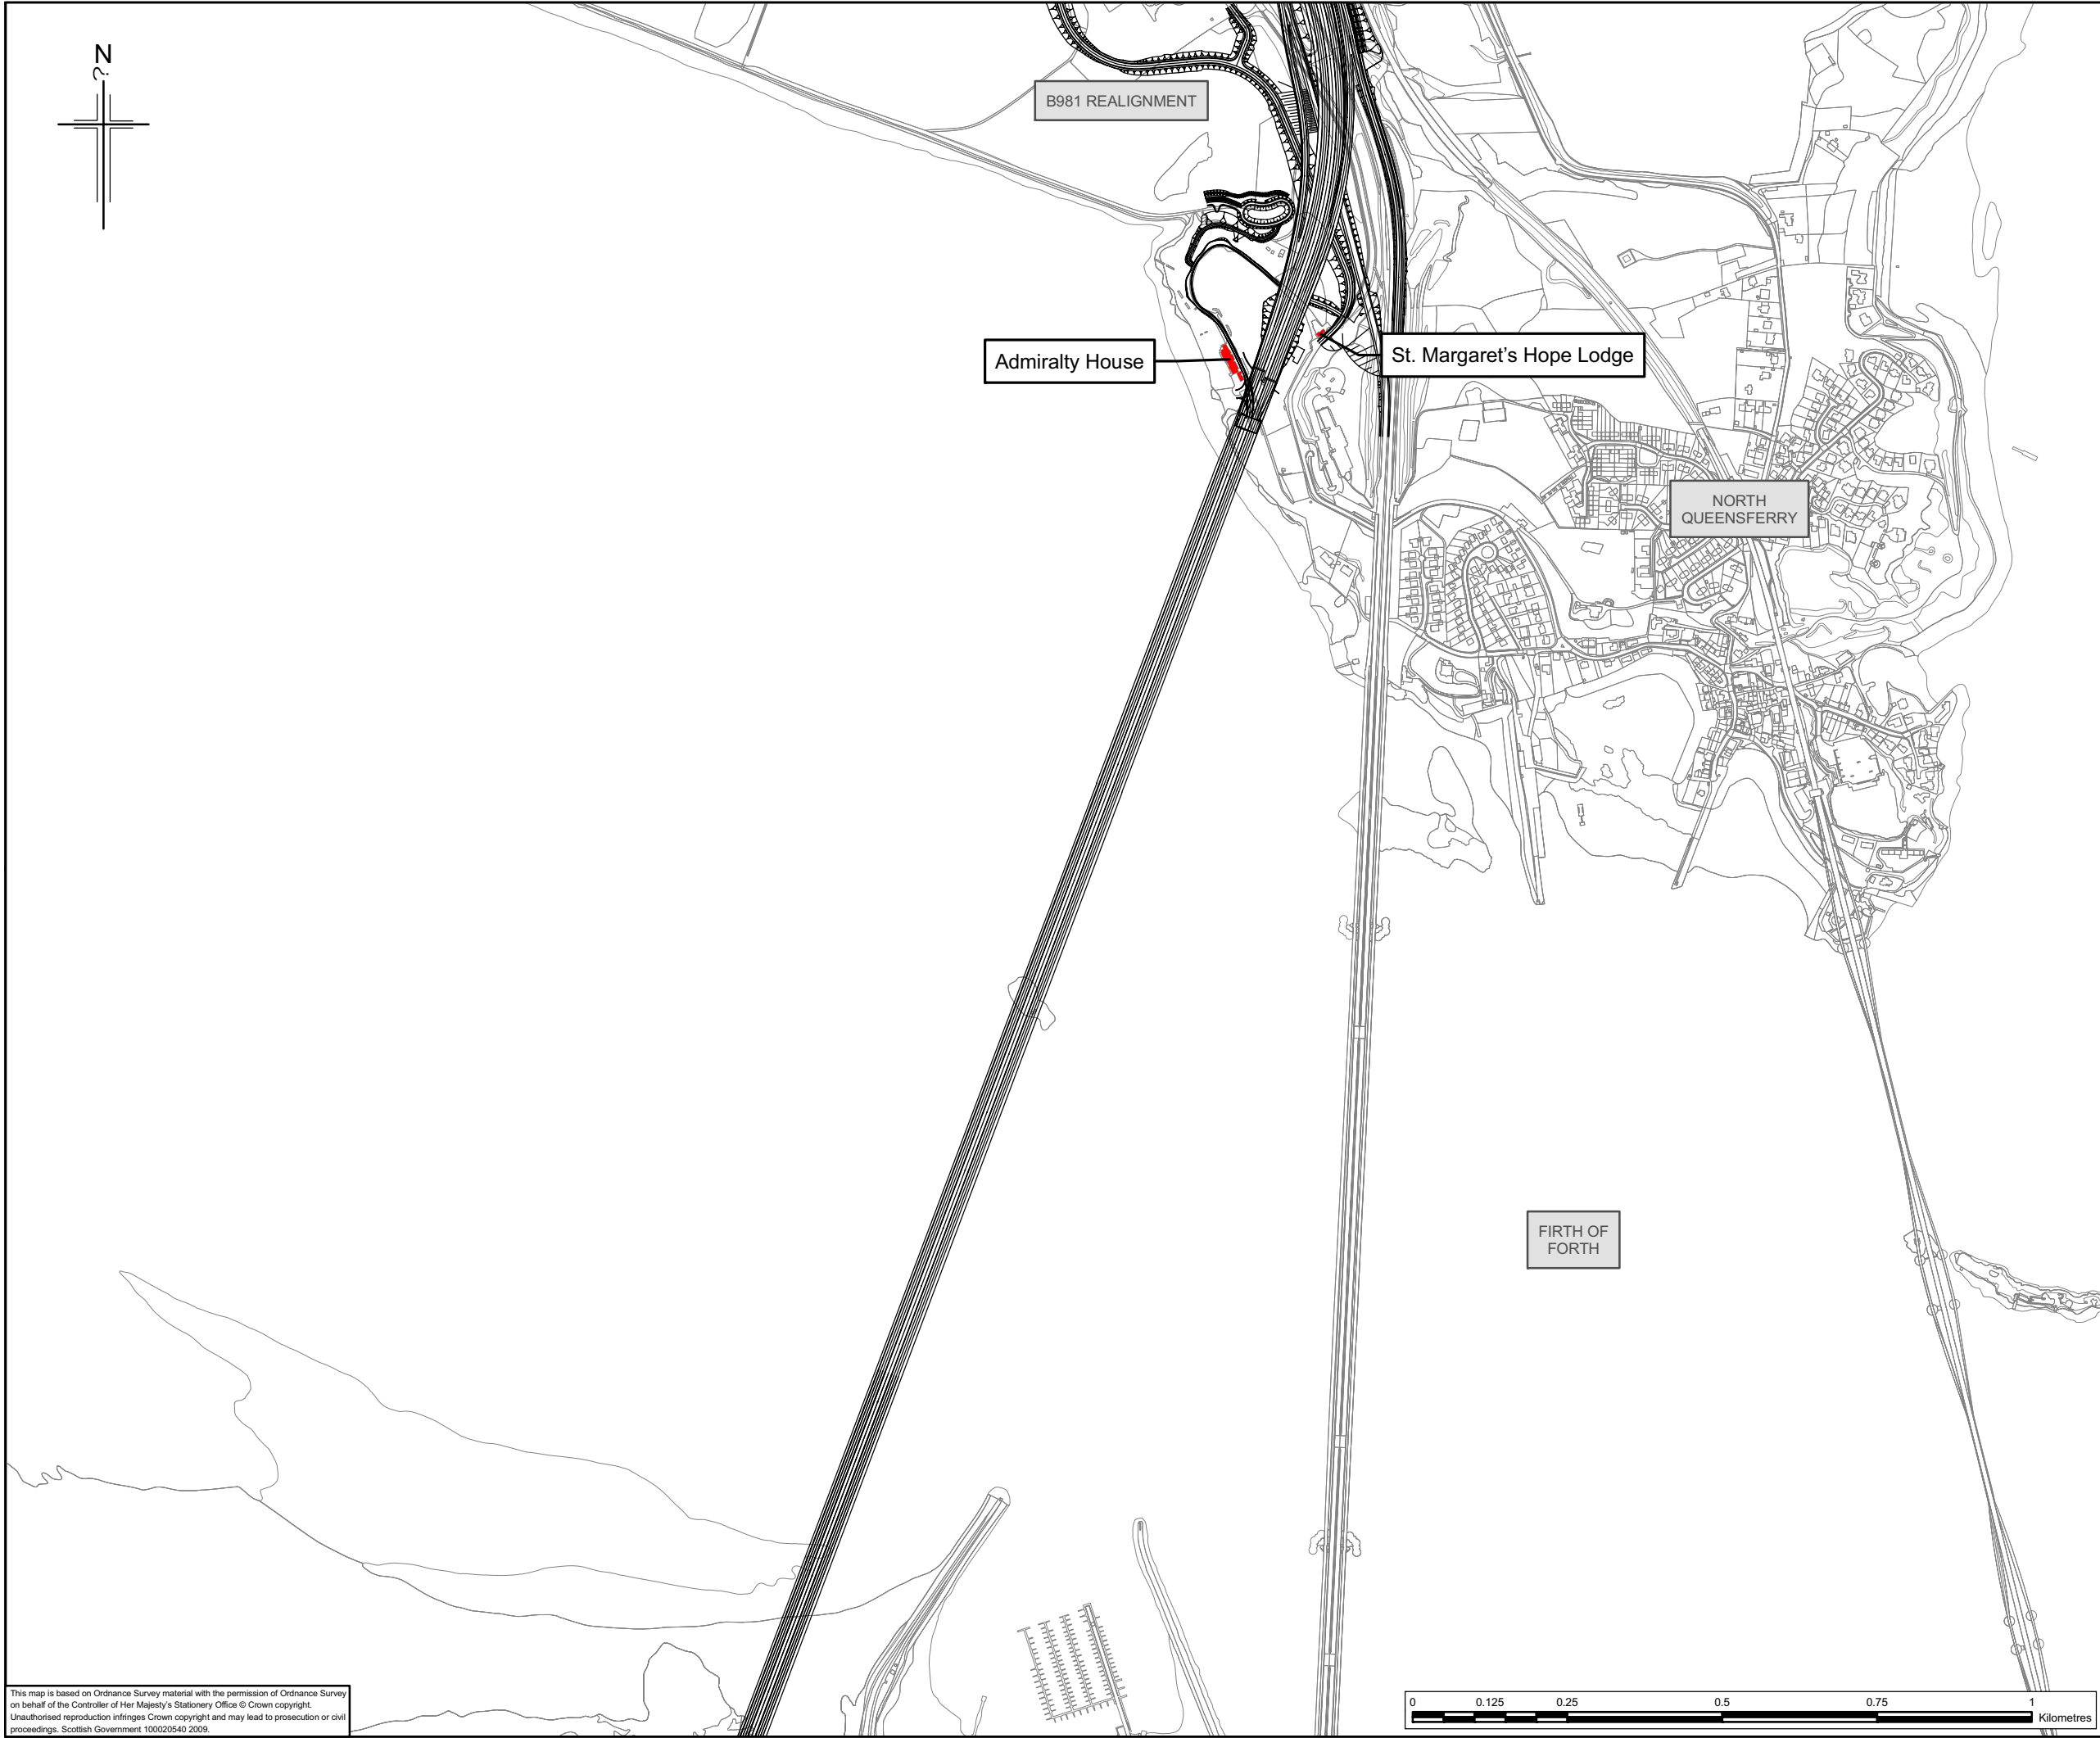 N
?
B981 REALIGNMENT
Admiralty House
St. Margaret's Hope Lodge
NORTH
QUEENSFERRY
FIRTH OF
FORTH
This map is based on Ordnance Survey material with the permission of Ordnance Survey
on behalf of the Controller of Her Majesty's Stationery Office © Crown copyright.
Unauthorised reproduction infringes Crown copyright and may lead to prosecution or civil
proceedings. Scottish Government 100020540 2009.
0 0.125 0.25 0.5 0.75 1
Kilometres